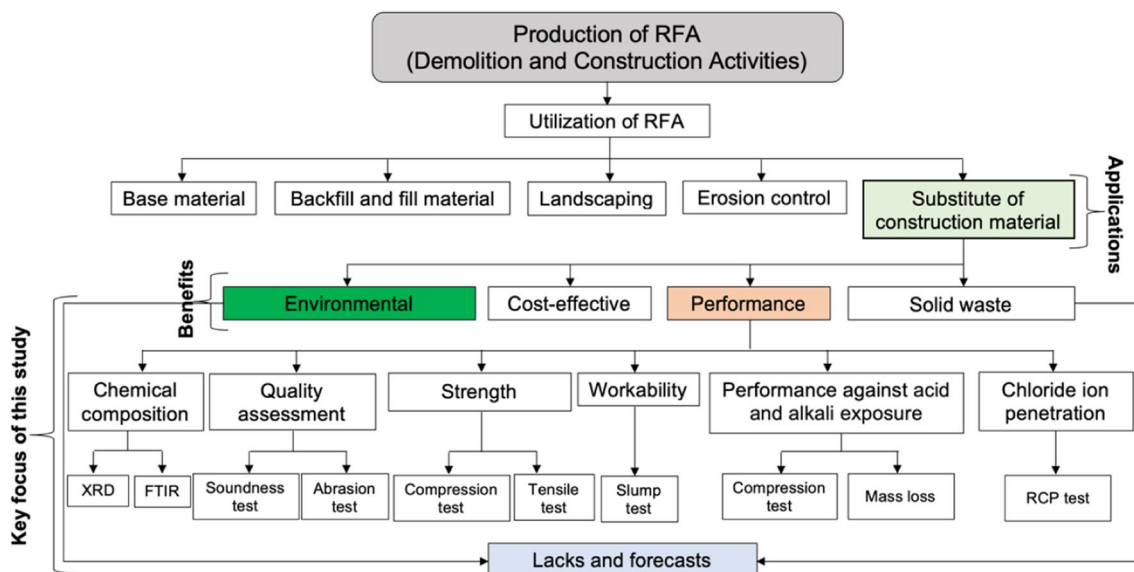 Production of RFA
(Demolition and Construction Activities)
Utilization of RFA
Base material
Backfill and fill material
Landscaping
Erosion control
Substitute of
construction material
Applications
Benefits
Environmental
Cost-effective
Performance
Solid waste
Key focus of this study
Chemical
composition
Quality
assessment
Strength
Workability
Performance against acid
and alkali exposure
Chloride ion
penetration
XRD
FTIR
Soundness
test
Abrasion
test
Compression
test
Tensile
test
Slump
test
Compression
test
Mass loss
RCP test
Lacks and forecasts